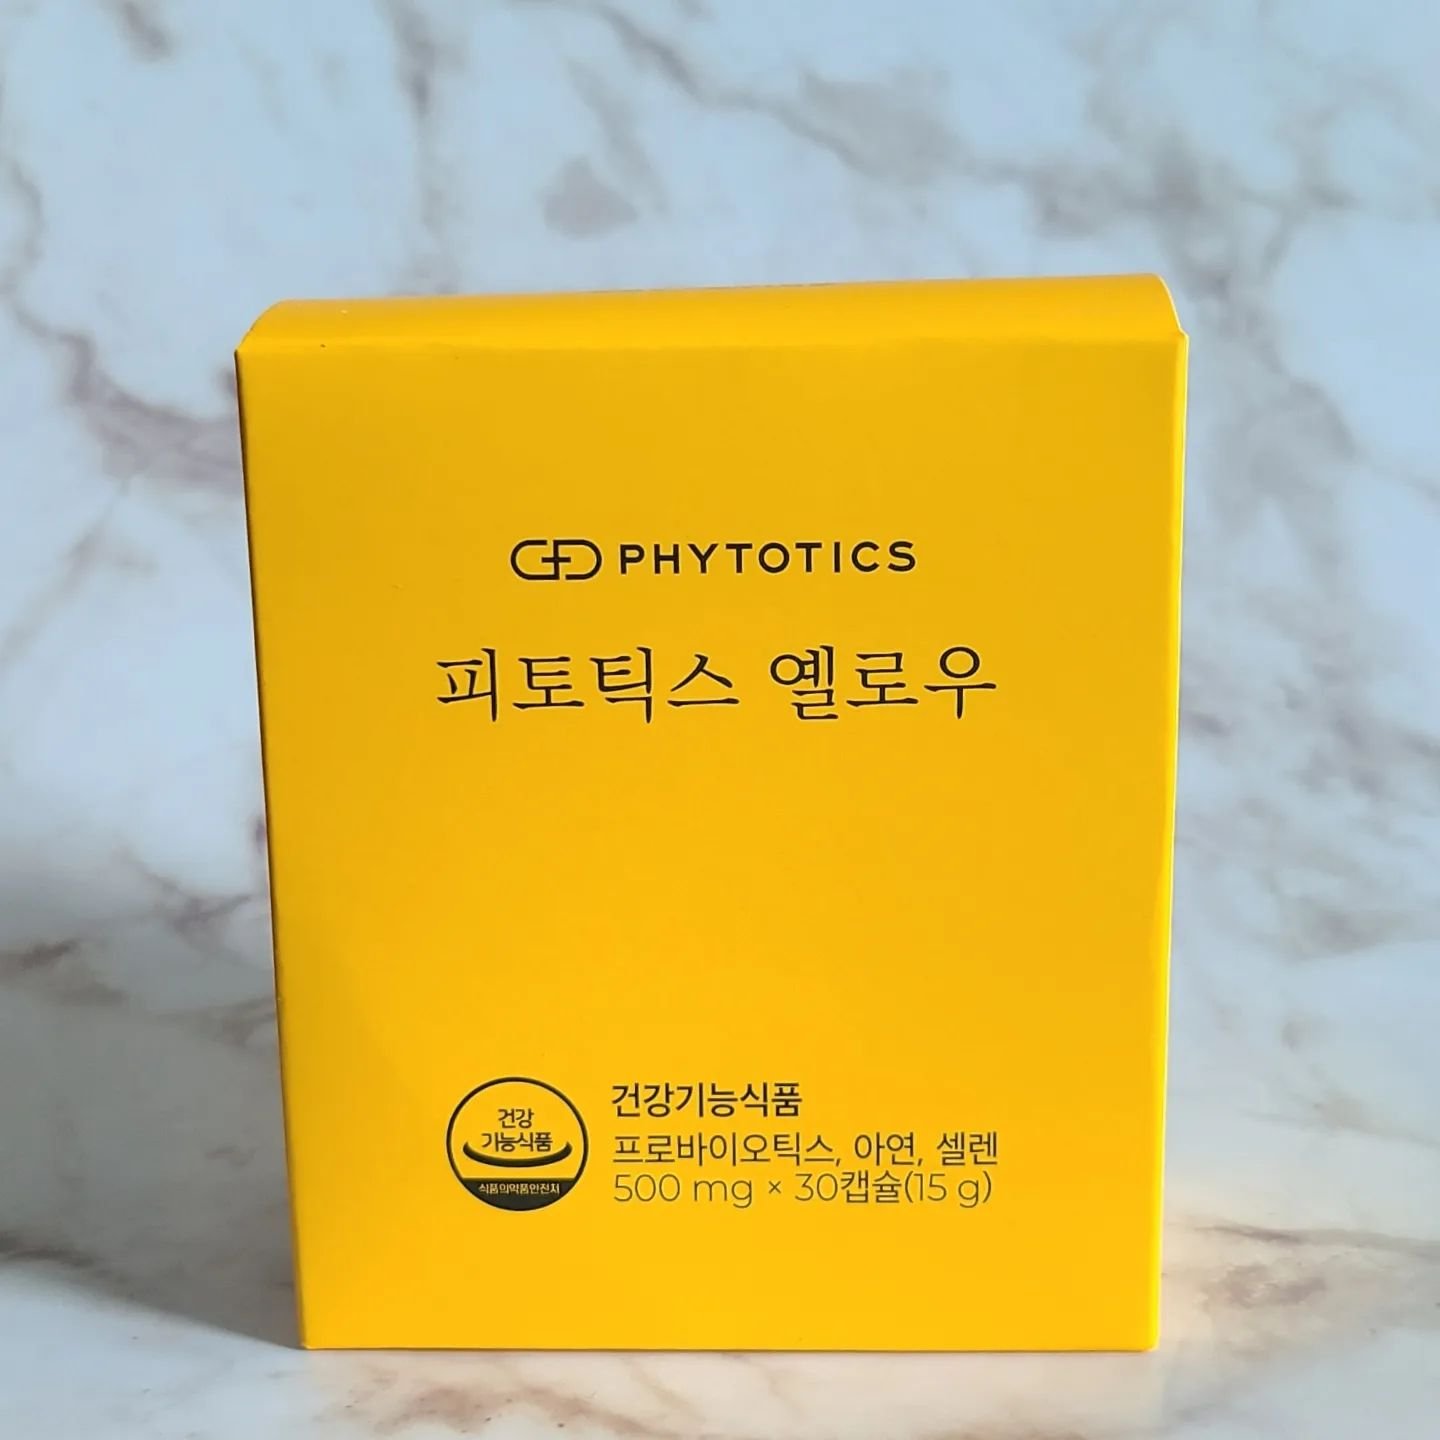 PHYTOTICS
피토틱스 옐로우
건강
기능식품
식품의약품안전처
건강기능식품
프로바이오틱스, 아연, 셀렌
500 mg × 30캡슐(15 g)